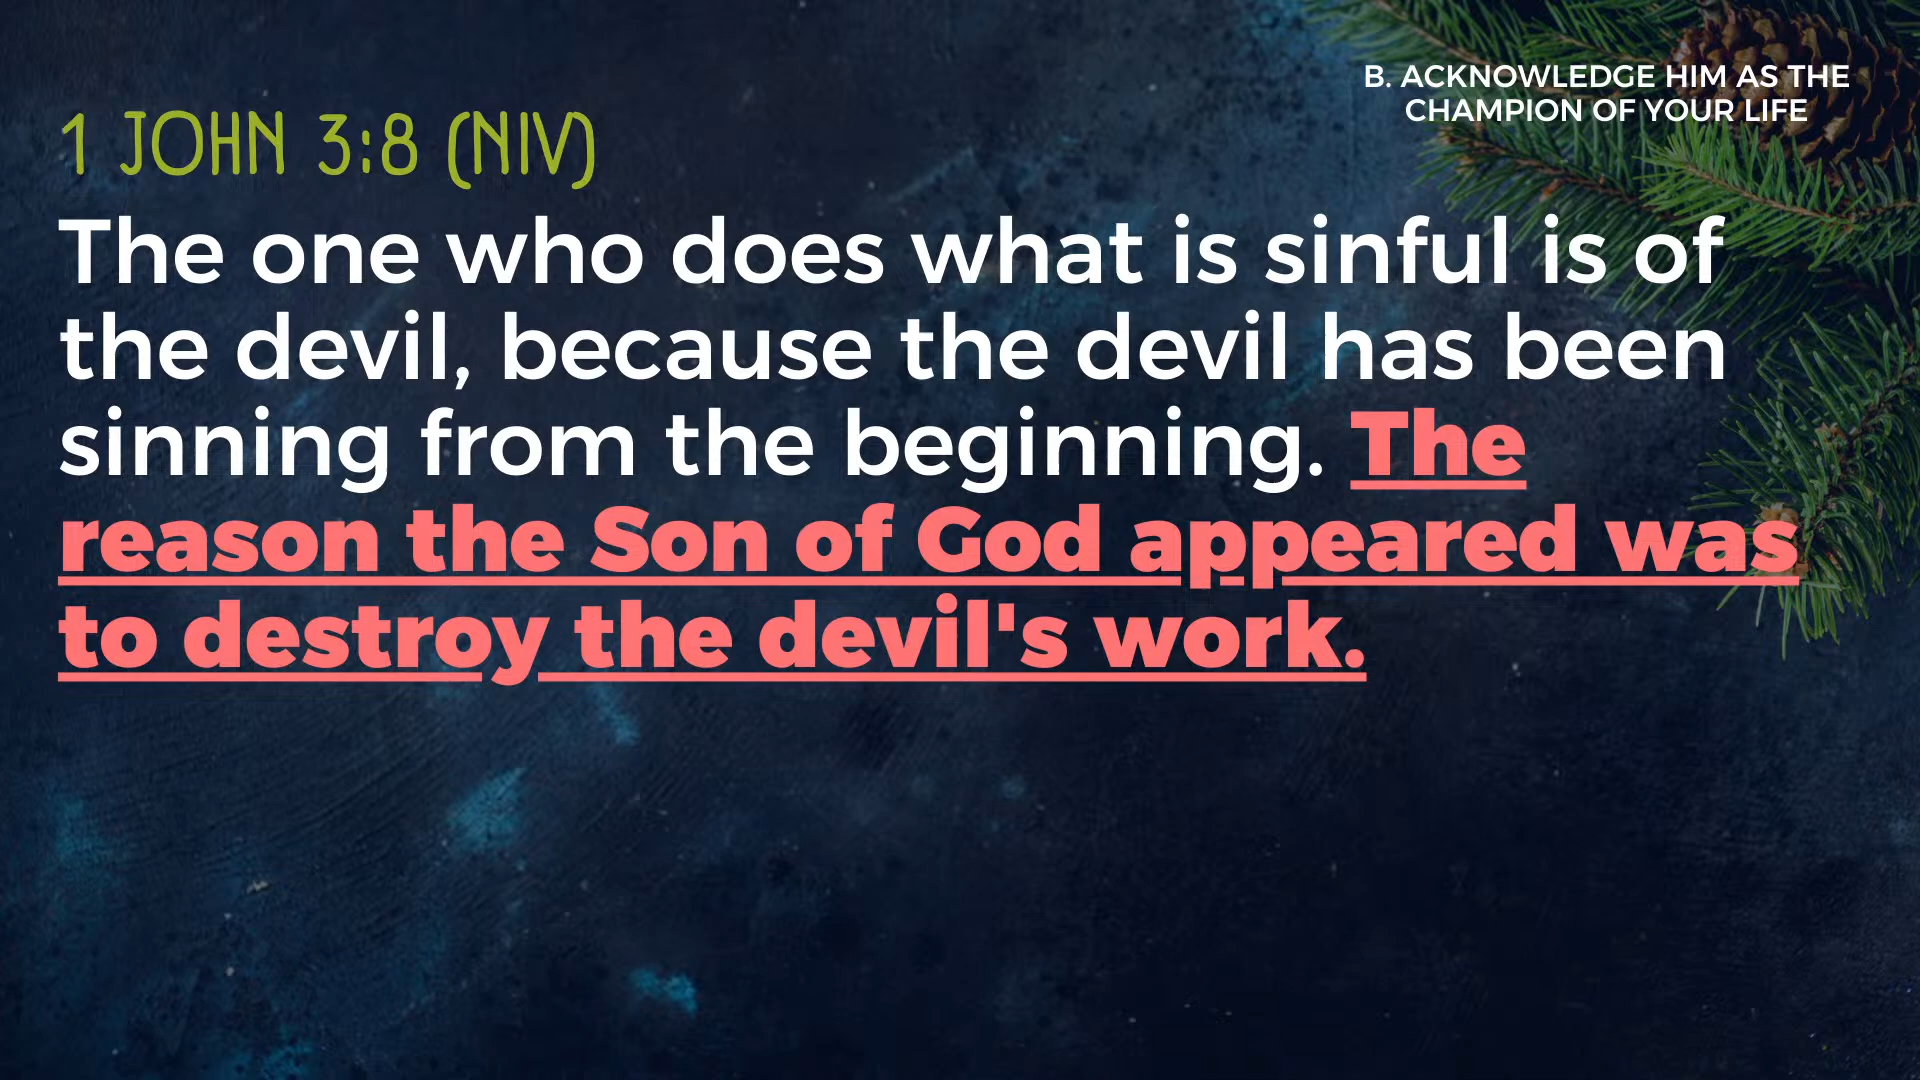 B. ACKNOWLEDGE HIM AS THE
CHAMPION OF YOUR LIFE
1 JOHN 3:8 (NIV)
The one who does what is sinful is of
the devil, because the devil has been
sinning from the beginning. The
reason the Son of God appeared was
to destroy the devil's work.